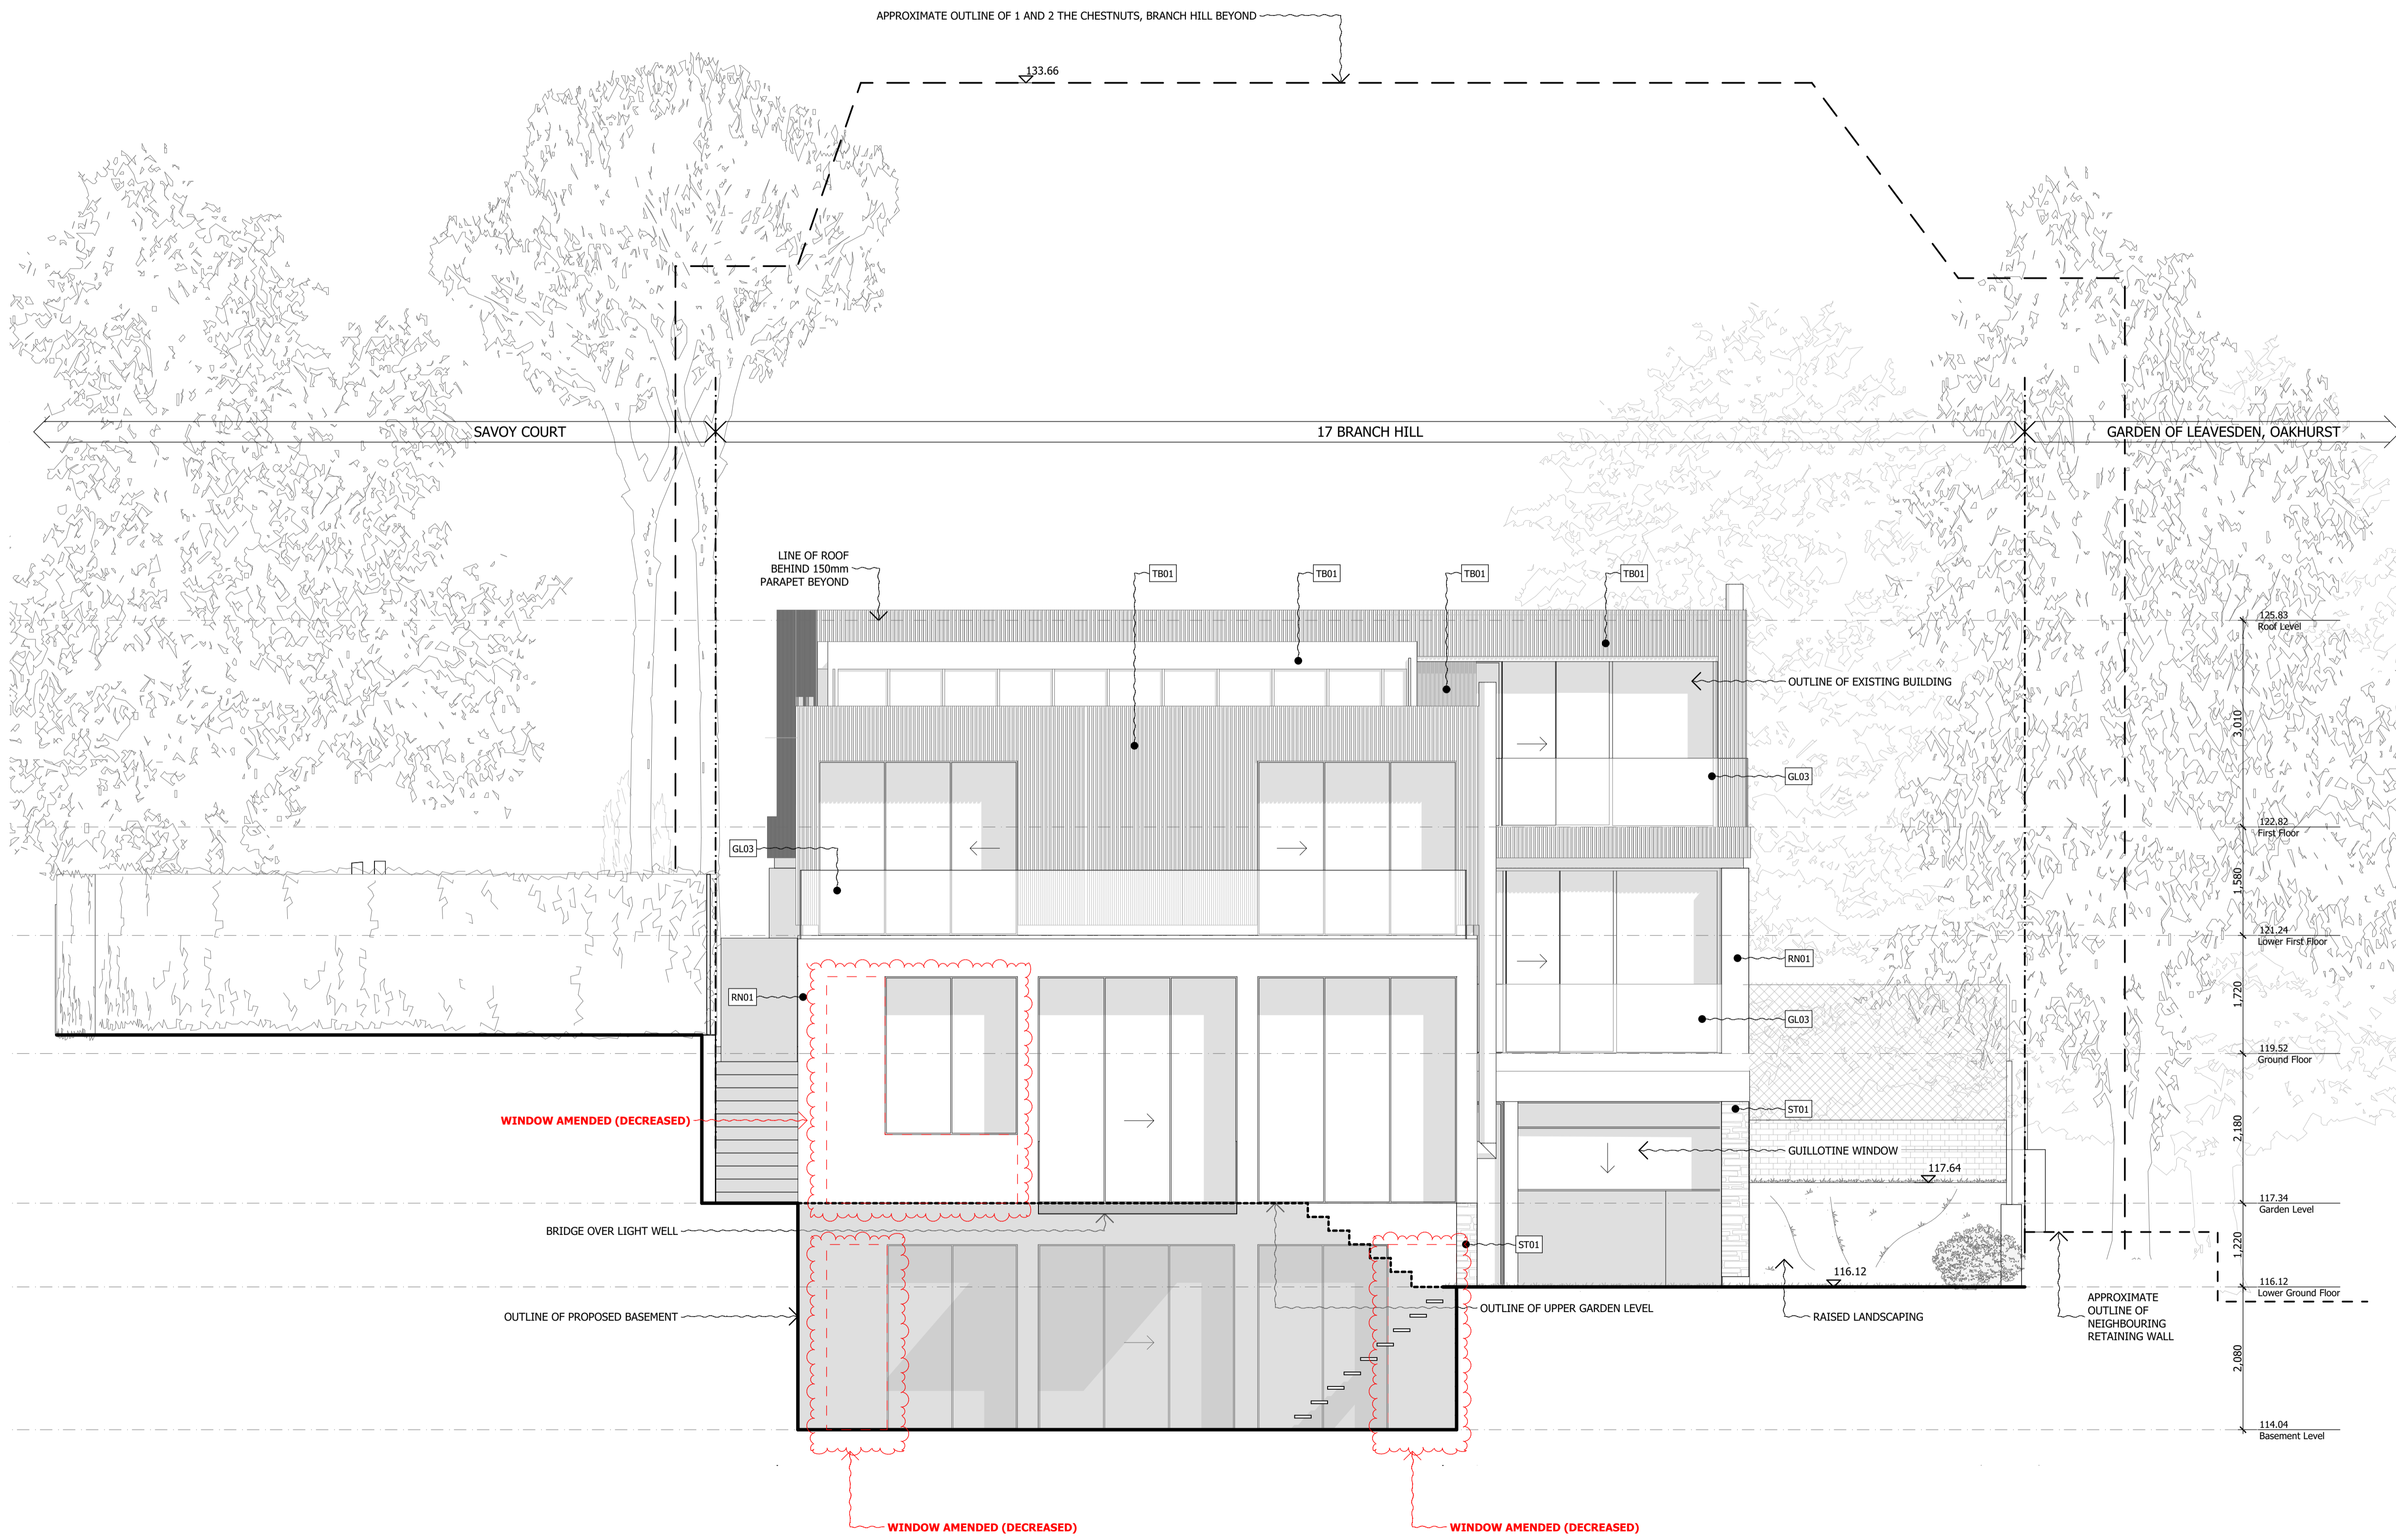 APPROXIMATE OUTLINE OF 1 AND 2 THE CHESTNUTS, BRANCH HILL BEYOND
133.66
SAVOY COURT
17 BRANCH HILL
GARDEN OF LEAVESDEN, OAKHURST
LINE OF ROOF
BEHIND 150mm
PARAPET BEYOND
TB01
TB01
TB01
TB01
125.83
Roof Level
OUTLINE OF EXISTING BUILDING
3,010
GL03
122.82
First Floor
GL03
1,580
121.24
Lower First Floor
RN01
RN01
1,720
GL03
119.52
Ground Floor
WINDOW AMENDED (DECREASED)
ST01
2,180
GUILLOTINE WINDOW
117.64
117.34
Garden Level
BRIDGE OVER LIGHT WELL
ST01
1,220
116.12
116.12
Lower Ground Floor
OUTLINE OF PROPOSED BASEMENT
OUTLINE OF UPPER GARDEN LEVEL
RAISED LANDSCAPING
APPROXIMATE
OUTLINE OF
NEIGHBOURING
RETAINING WALL
2,080
114.04
Basement Level
WINDOW AMENDED (DECREASED)
WINDOW AMENDED (DECREASED)